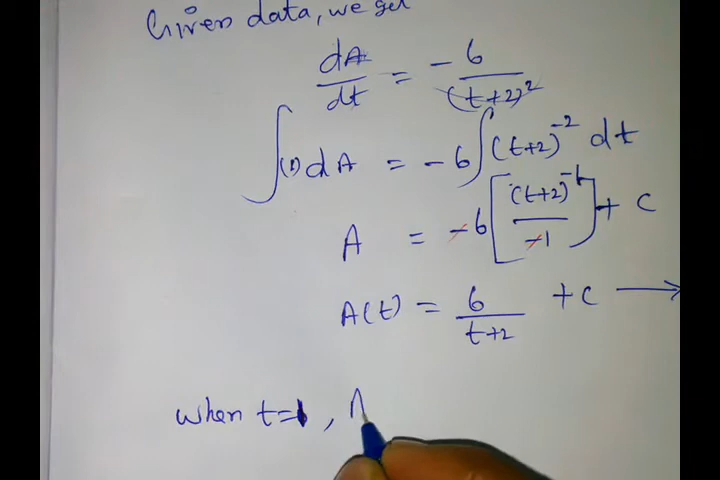 Given data, we get
dA/dt = -6/(t+2)²
∫(1)dA = -6∫(t+2)⁻² dt
A = -6[(t+2)⁻¹/-1] + c
A(t) = 6/t+2 + c ⟶
when t=1, A